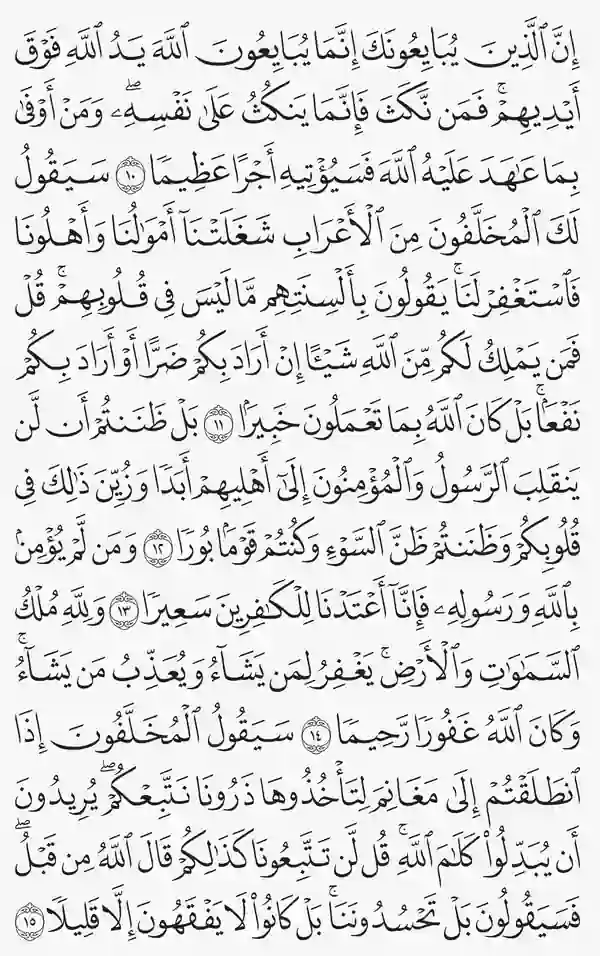 إِنَّ ٱلَّذِينَ يُبَايِعُونَكَ إِنَّمَا يُبَايِعُونَ ٱللَّهَ يَدُ ٱللَّهِ فَوْقَ
أَيْدِيهِمْۚ فَمَن نَّكَثَ فَإِنَّمَا يَنكُثُ عَلَىٰ نَفْسِهِۦۖ وَمَنْ أَوْفَىٰ
بِمَا عَٰهَدَ عَلَيْهُ ٱللَّهَ فَسَيُؤْتِيهِ أَجْرًا عَظِيمًا ١٠ سَيَقُولُ
لَكَ ٱلْمُخَلَّفُونَ مِنَ ٱلْأَعْرَابِ شَغَلَتْنَآ أَمْوَٰلُنَا وَأَهْلُونَا
فَٱسْتَغْفِرْ لَنَاۚ يَقُولُونَ بِأَلْسِنَتِهِم مَّا لَيْسَ فِى قُلُوبِهِمْۚ قُلْ
فَمَن يَمْلِكُ لَكُم مِّنَ ٱللَّهِ شَيْـًٔا إِنْ أَرَادَ بِكُمْ ضَرًّا أَوْ أَرَادَ بِكُمْ
نَفْعًۢاۚ بَلْ كَانَ ٱللَّهُ بِمَا تَعْمَلُونَ خَبِيرًۢا ١١ بَلْ ظَنَنتُمْ أَن لَّن
يَنقَلِبَ ٱلرَّسُولُ وَٱلْمُؤْمِنُونَ إِلَىٰٓ أَهْلِيهِمْ أَبَدًا وَزُيِّنَ ذَٰلِكَ فِى
قُلُوبِكُمْ وَظَنَنتُمْ ظَنَّ ٱلسَّوْءِ وَكُنتُمْ قَوْمًۢا بُورًا ١٢ وَمَن لَّمْ يُؤْمِنۢ
بِٱللَّهِ وَرَسُولِهِۦ فَإِنَّآ أَعْتَدْنَا لِلْكَٰفِرِينَ سَعِيرًا ١٣ وَلِلَّهِ مُلْكُ
ٱلسَّمَٰوَٰتِ وَٱلْأَرْضِۚ يَغْفِرُ لِمَن يَشَآءُ وَيُعَذِّبُ مَن يَشَآءُۚ
وَكَانَ ٱللَّهُ غَفُورًا رَّحِيمًا ١٤ سَيَقُولُ ٱلْمُخَلَّفُونَ إِذَا
ٱنطَلَقْتُمْ إِلَىٰ مَغَانِمَ لِتَأْخُذُوهَا ذَرُونَا نَتَّبِعْكُمْۖ يُرِيدُونَ
أَن يُبَدِّلُوا۟ كَلَٰمَ ٱللَّهِۚ قُل لَّن تَتَّبِعُونَا كَذَٰلِكُمْ قَالَ ٱللَّهُ مِن قَبْلُۖ
فَسَيَقُولُونَ بَلْ تَحْسُدُونَنَاۚ بَلْ كَانُوا۟ لَا يَفْقَهُونَ إِلَّا قَلِيلًا ١٥